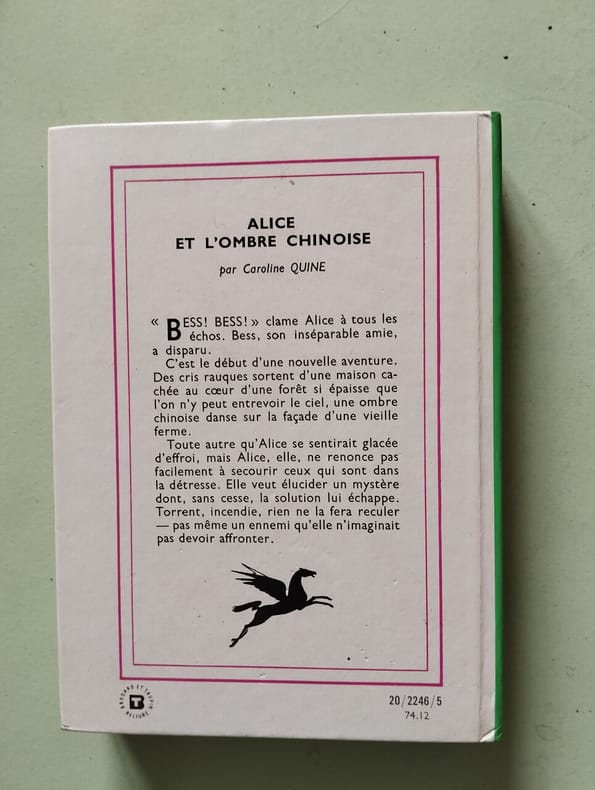 ALICE
ET L'OMBRE CHINOISE
par Caroline QUINE
« BESS! BESS! » clame Alice à tous les
échos. Bess, son inséparable amie,
a disparu.
C'est le début d'une nouvelle aventure.
Des cris rauques sortent d'une maison ca-
chée au cœur d'une forêt si épaisse que
l'on n'y peut entrevoir le ciel, une ombre
chinoise danse sur la façade d'une vieille
ferme.
Toute autre qu'Alice se sentirait glacée
d'effroi, mais Alice, elle, ne renonce pas
facilement à secourir ceux qui sont dans
la détresse. Elle veut élucider un mystère
dont, sans cesse, la solution lui échappe.
Torrent, incendie, rien ne la fera reculer
— pas même un ennemi qu'elle n'imaginait
pas devoir affronter.
BRODARD ET TAUPIN
RELIURE
20/2246/5
74.12